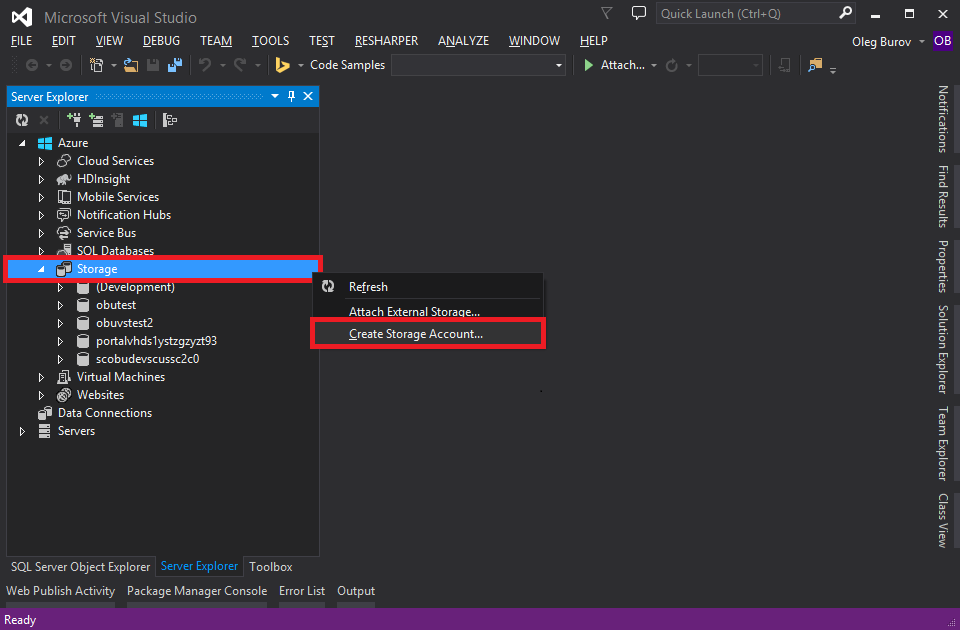 Microsoft Visual Studio
Quick Launch (Ctrl+Q)
FILE EDIT VIEW DEBUG TEAM TOOLS TEST RESHARPER ANALYZE WINDOW HELP
Oleg Burov OB
Code Samples
Attach...
Server Explorer
Azure
Cloud Services
HDInsight
Mobile Services
Notification Hubs
Service Bus
SQL Databases
Storage
(Development)
obutest
obuvstest2
portalvhds1ystzgzyzt93
scobudevscussc2c0
Virtual Machines
Websites
Data Connections
Servers
Refresh
Attach External Storage...
Create Storage Account...
Notifications
Find Results
Properties
Solution Explorer
Team Explorer
Class View
SQL Server Object Explorer Server Explorer Toolbox
Web Publish Activity Package Manager Console Error List Output
Ready